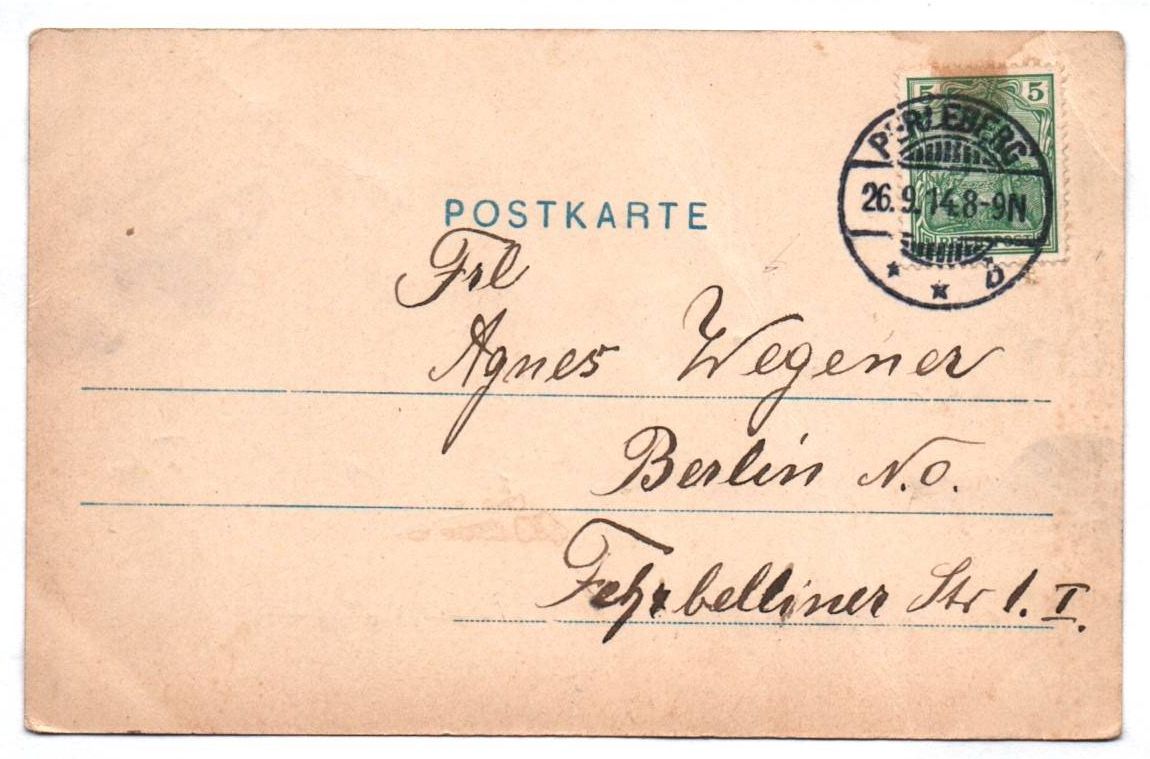 5 5
PERLEBERG
26.9.14.8-9N
* * b
POSTKARTE
Frl
Agnes Wegener
Berlin N.O.
Fehrbelliner Str 1. I.